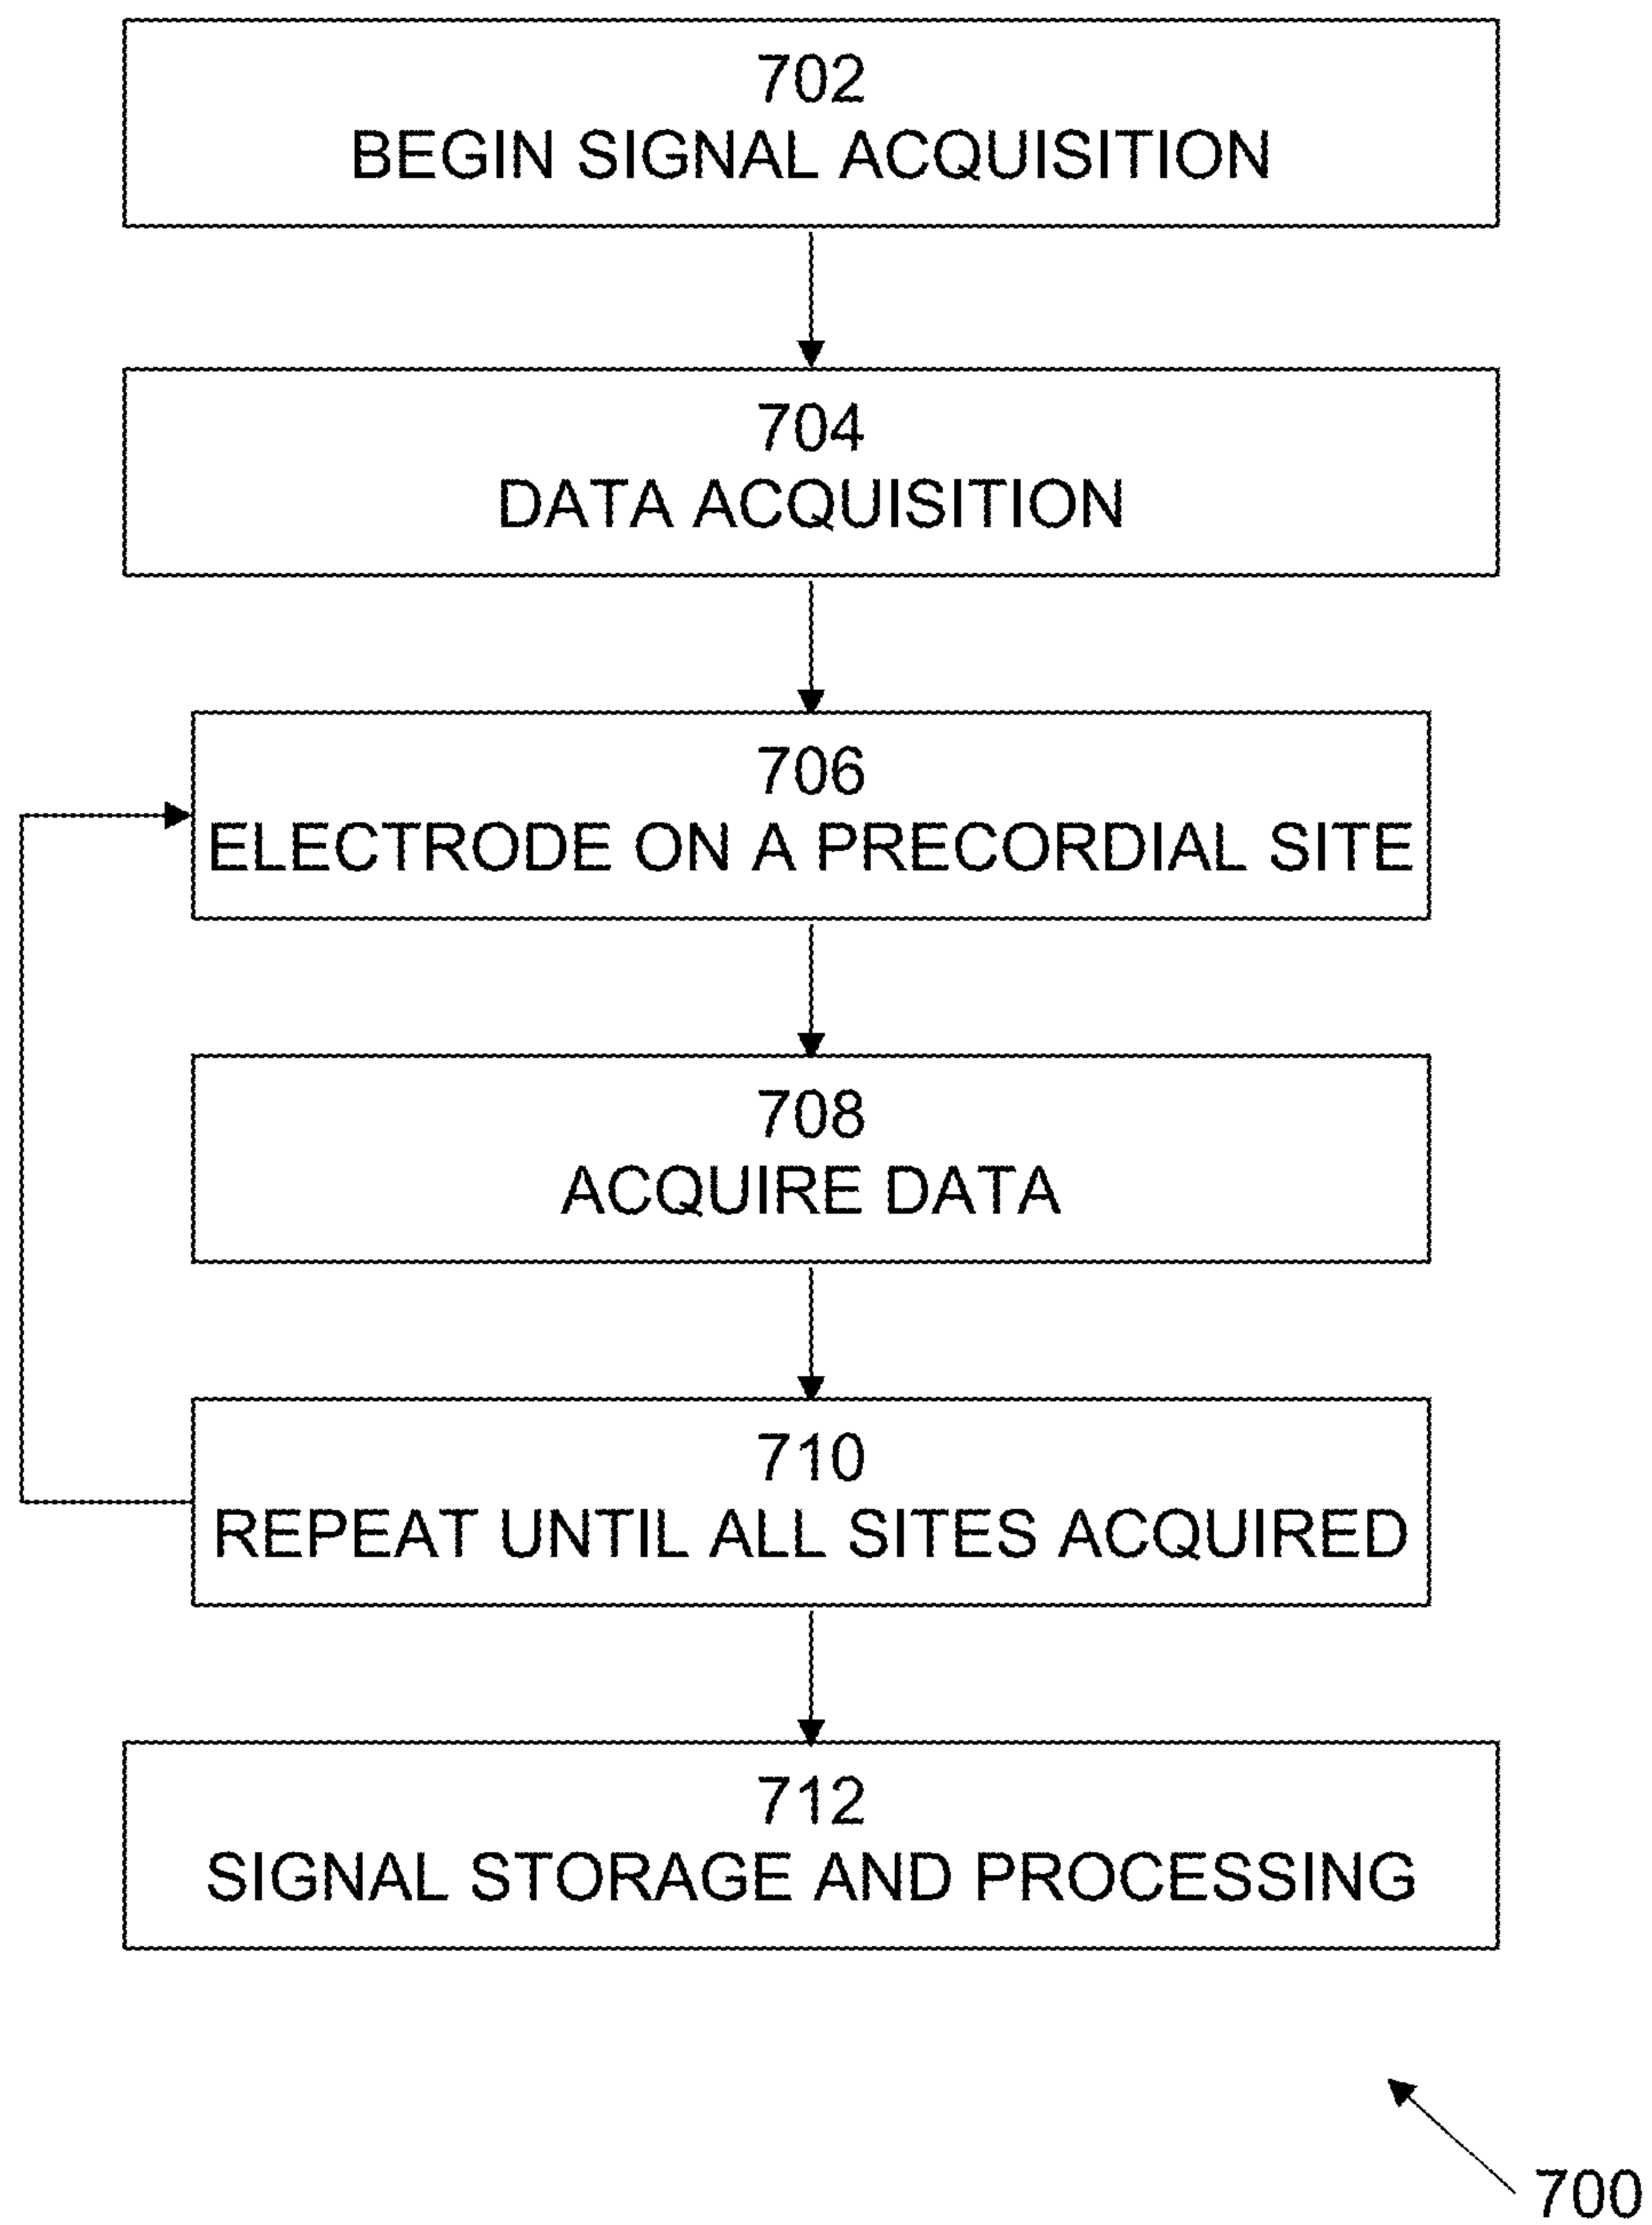 702
BEGIN SIGNAL ACQUISITION
704
DATA ACQUISITION
706
ELECTRODE ON A PRECORDIAL SITE
708
ACQUIRE DATA
710
REPEAT UNTIL ALL SITES ACQUIRED
712
SIGNAL STORAGE AND PROCESSING
700